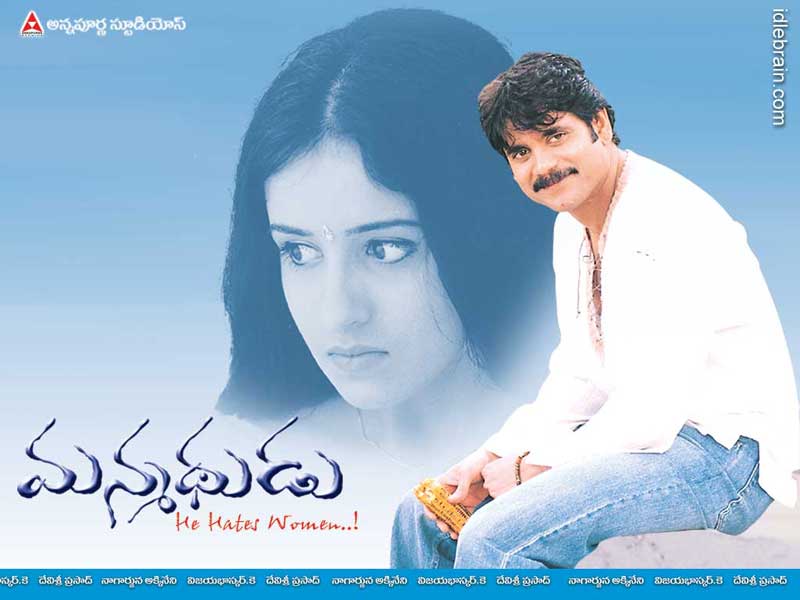 అన్నపూర్ణ స్టూడియోస్
idlebrain.com
మన్మథుడు
He Hates Women..!
భాస్కర్.కె దేవిశ్రీ ప్రసాద్ నాగార్జున అక్కినేని విజయభాస్కర్.కె దేవిశ్రీ ప్రసాద్ నాగార్జున అక్కినేని విజయభాస్కర్.కె దేవిశ్రీ ప్రసాద్ నాగార్జున అక్కినేని విజయభాస్కర్.కె దేవిశ్రీ ప్రసాద్